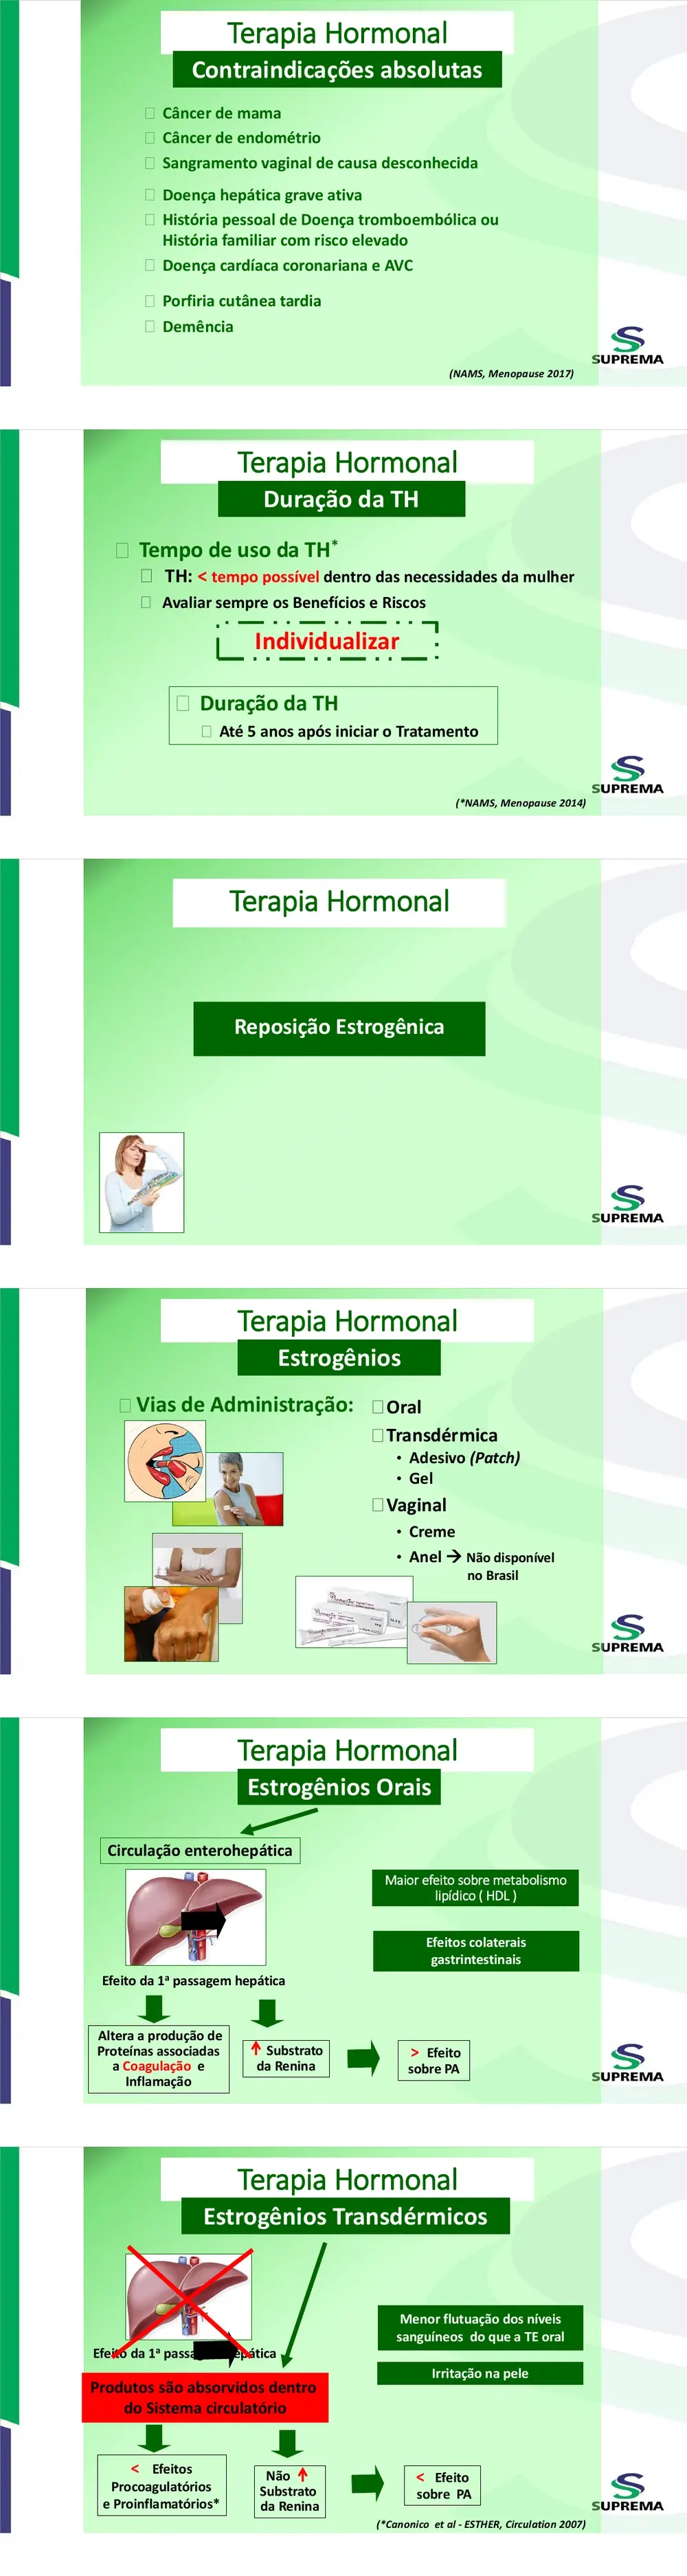 Terapia Hormonal
Contraindicações absolutas
Câncer de mama
Câncer de endométrio
Sangramento vaginal de causa desconhecida
Doença hepática grave ativa
História pessoal de Doença tromboembólica ou
História familiar com risco elevado
Doença cardíaca coronariana e AVC
Porfiria cutânea tardia
Demência
SUPREMA
(NAMS, Menopause 2017)
Terapia Hormonal
Duração da TH
Tempo de uso da TH*
TH: < tempo possível dentro das necessidades da mulher
Avaliar sempre os Benefícios e Riscos
Individualizar
Duração da TH
Até 5 anos após iniciar o Tratamento
SUPREMA
(*NAMS, Menopause 2014)
Terapia Hormonal
Reposição Estrogênica
SUPREMA
Terapia Hormonal
Estrogênios
Vias de Administração:
Oral
Transdérmica
• Adesivo (Patch)
• Gel
Vaginal
• Creme
• Anel → Não disponível
no Brasil
SUPREMA
Terapia Hormonal
Estrogênios Orais
Circulação enterohepática
Maior efeito sobre metabolismo
lipídico ( HDL )
Efeitos colaterais
gastrintestinais
Efeito da 1ª passagem hepática
Altera a produção de
Proteínas associadas
a Coagulação e
Inflamação
Substrato
da Renina
> Efeito
sobre PA
SUPREMA
Terapia Hormonal
Estrogênios Transdérmicos
Menor flutuação dos níveis
sanguíneos do que a TE oral
Irritação na pele
Efeito da 1ª passa epática
Produtos são absorvidos dentro
do Sistema circulatório
< Efeitos
Procoagulatórios
e Proinflamatórios*
Não
Substrato
da Renina
< Efeito
sobre PA
SUPREMA
(*Canonico et al - ESTHER, Circulation 2007)